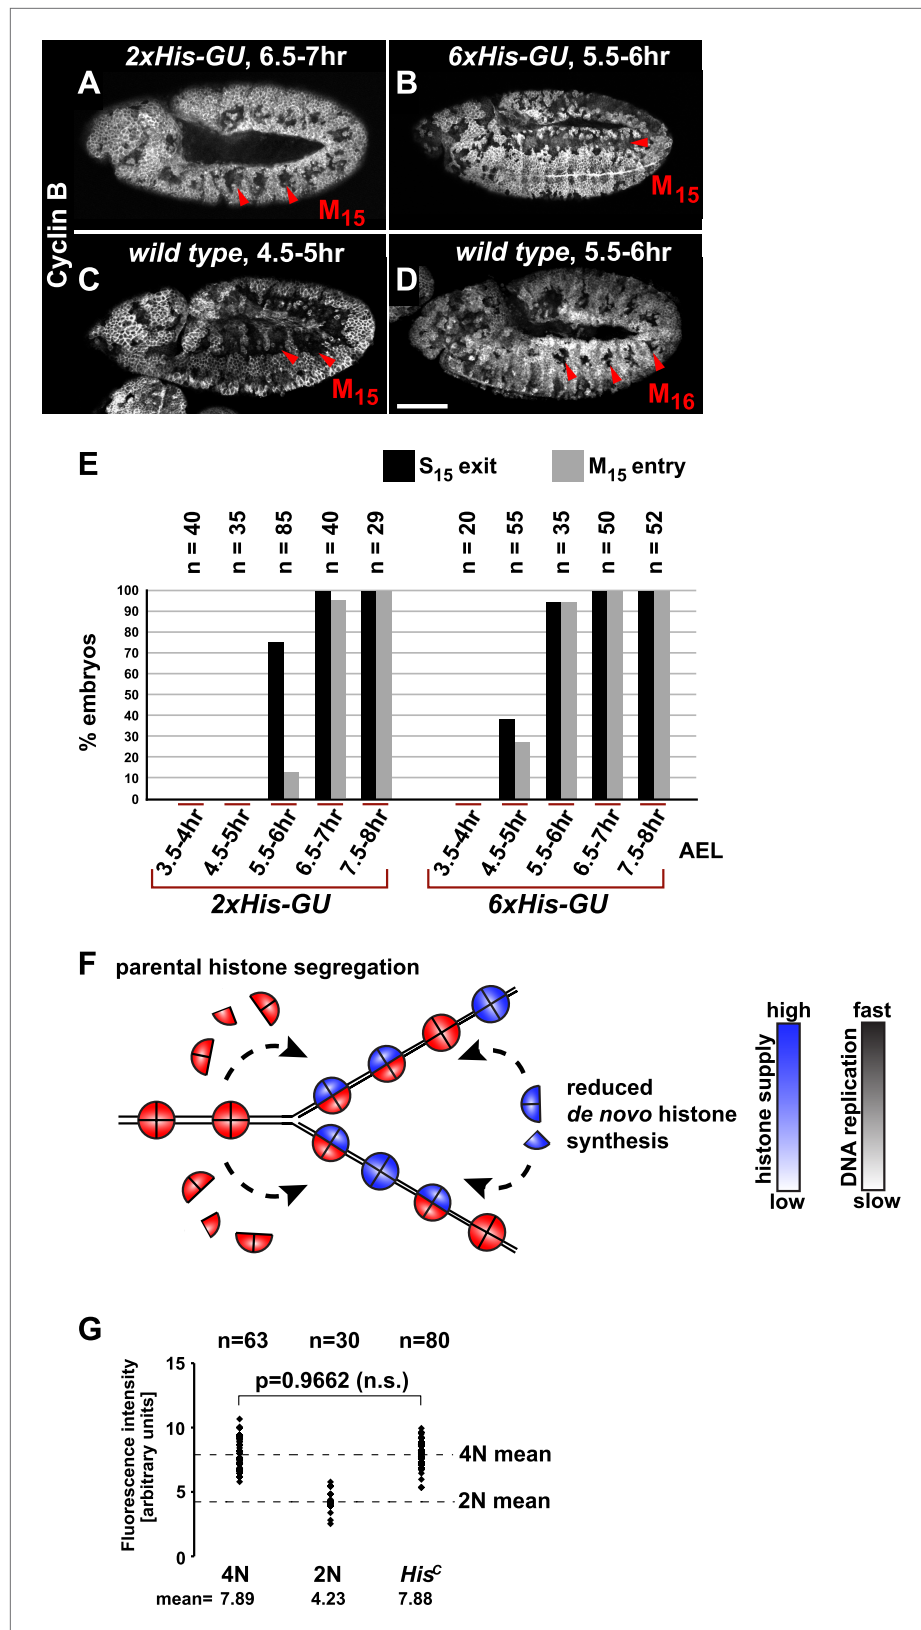 2xHis-GU, 6.5-7hr
6xHis-GU, 5.5-6hr
A
B
M15
M15
Cyclin B
wild type, 4.5-5hr
wild type, 5.5-6hr
C
D
M15
M16
E
S15 exit
M15 entry
n = 40
n = 35
n = 85
n = 40
n = 29
n = 20
n = 55
n = 35
n = 50
n = 52
% embryos
100
90
80
70
60
50
40
30
20
10
0
3.5-4hr
4.5-5hr
5.5-6hr
6.5-7hr
7.5-8hr
3.5-4hr
4.5-5hr
5.5-6hr
6.5-7hr
7.5-8hr
AEL
2xHis-GU
6xHis-GU
F
parental histone segregation
reduced
de novo histone
synthesis
high
histone supply
low
fast
DNA replication
slow
G
n=63
n=30
n=80
Fluorescence intensity
[arbitrary units]
15
10
5
0
p=0.9662 (n.s.)
4N mean
2N mean
4N
2N
HisC
mean= 7.89
4.23
7.88